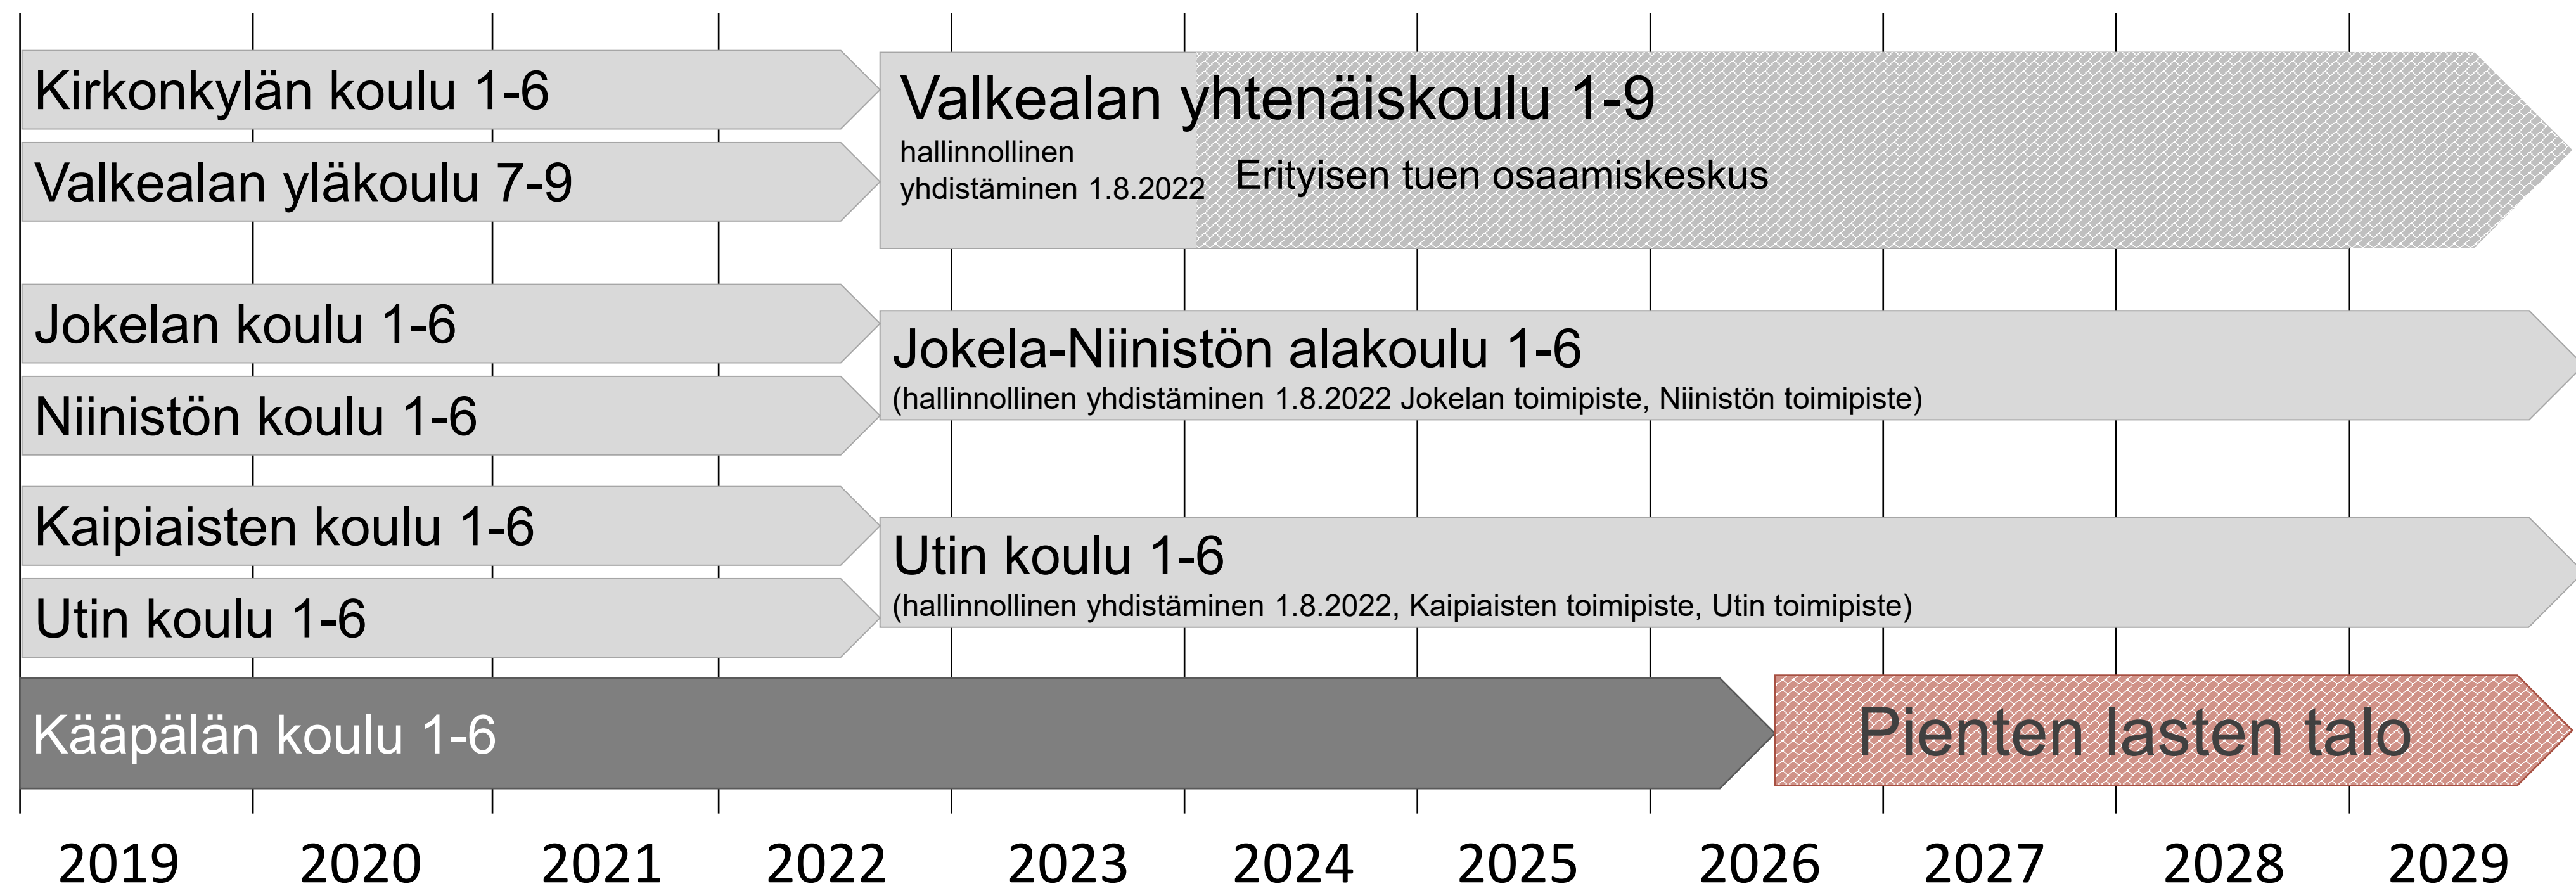 Kirkonkylän koulu 1-6
Valkealan yläkoulu 7-9
Valkealan yhtenäiskoulu 1-9
hallinnollinen
yhdistäminen 1.8.2022
Erityisen tuen osaamiskeskus
Jokelan koulu 1-6
Niinistön koulu 1-6
Jokela-Niinistön alakoulu 1-6
(hallinnollinen yhdistäminen 1.8.2022 Jokelan toimipiste, Niinistön toimipiste)
Kaipiaisten koulu 1-6
Utin koulu 1-6
Utin koulu 1-6
(hallinnollinen yhdistäminen 1.8.2022, Kaipiaisten toimipiste, Utin toimipiste)
Kääpälän koulu 1-6
Pienten lasten talo
2019 2020 2021 2022 2023 2024 2025 2026 2027 2028 2029